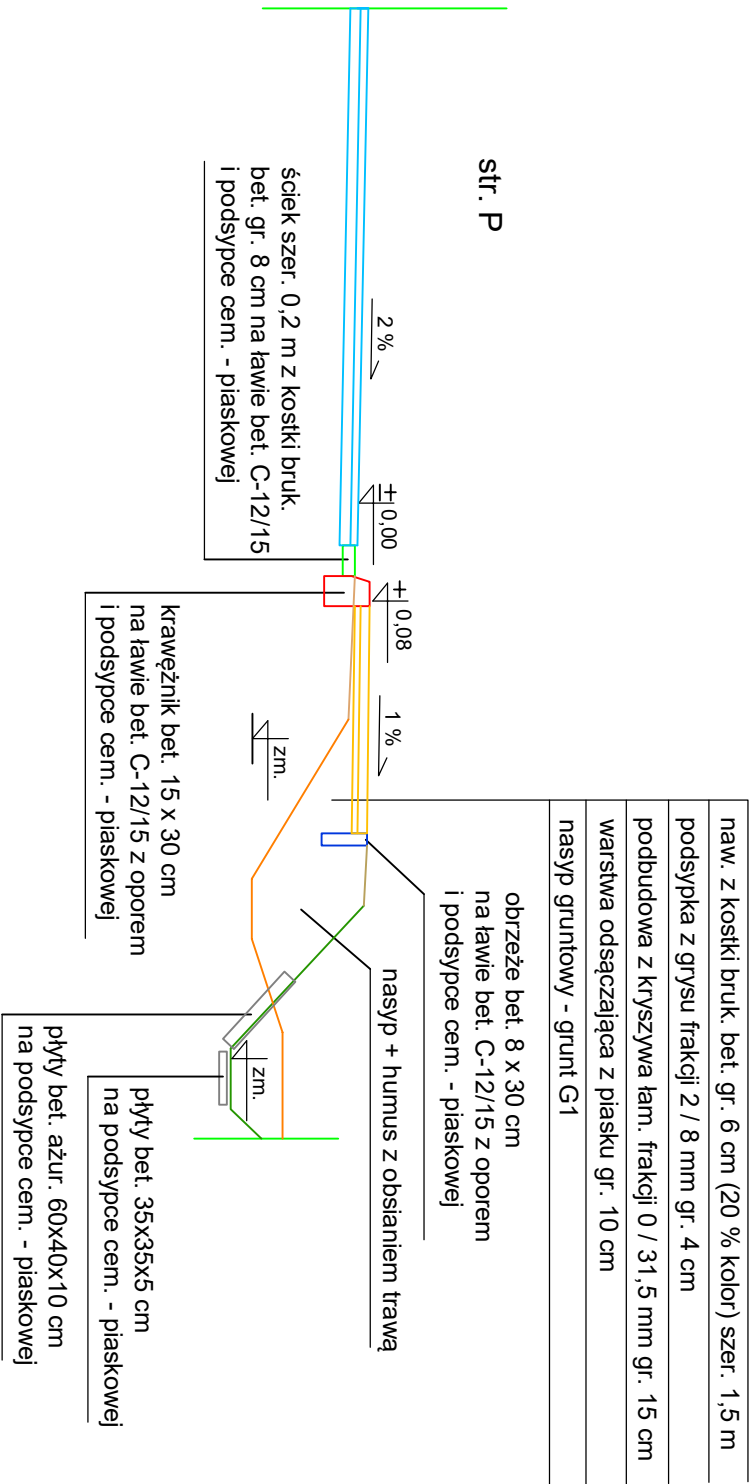 naw. z kostki bruk. bet. gr. 6 cm (20 % kolor) szer. 1,5 m
podsypka z grysu frakcji 2 / 8 mm gr. 4 cm
podbudowa z kryszywa łam. frakcji 0 / 31,5 mm gr. 15 cm
warstwa odsączająca z piasku gr. 10 cm
nasyp gruntowy - grunt G1
str. P
2 %
± 0,00
+ 0,08
1 %
zm.
zm.
obrzeże bet. 8 x 30 cm
na ławie bet. C-12/15 z oporem
i podsypce cem. - piaskowej
nasyp + humus z obsianiem trawą
ściek szer. 0,2 m z kostki bruk.
bet. gr. 8 cm na ławie bet. C-12/15
i podsypce cem. - piaskowej
krawężnik bet. 15 x 30 cm
na ławie bet. C-12/15 z oporem
i podsypce cem. - piaskowej
płyty bet. 35x35x5 cm
na podsypce cem. - piaskowej
płyty bet. ażur. 60x40x10 cm
na podsypce cem. - piaskowej